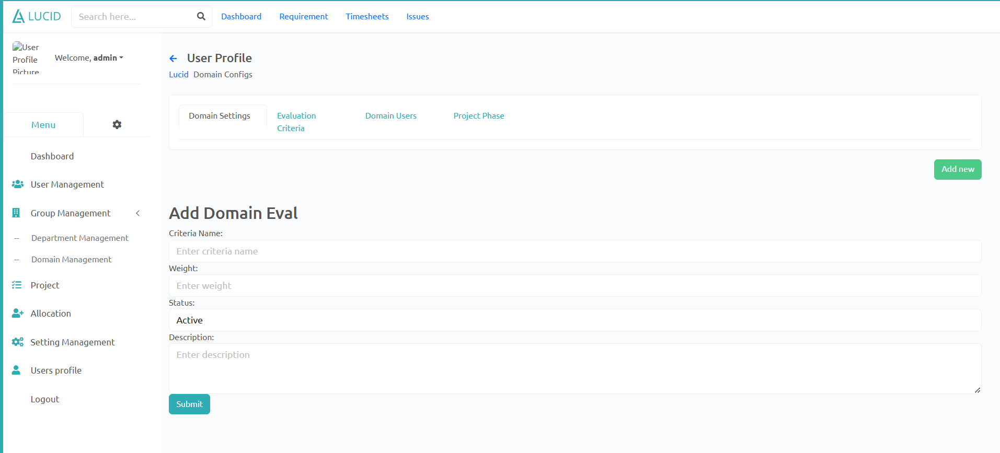 LUCID
Search here...
Dashboard
Requirement
Timesheets
Issues
User
Profile
Picture
Welcome, admin
User Profile
Lucid Domain Configs
Menu
Domain Settings
Evaluation
Criteria
Domain Users
Project Phase
Add new
Dashboard
User Management
Group Management
-- Department Management
-- Domain Management
Project
Allocation
Setting Management
Users profile
Logout
Add Domain Eval
Criteria Name:
Enter criteria name
Weight:
Enter weight
Status:
Active
Description:
Enter description
Submit